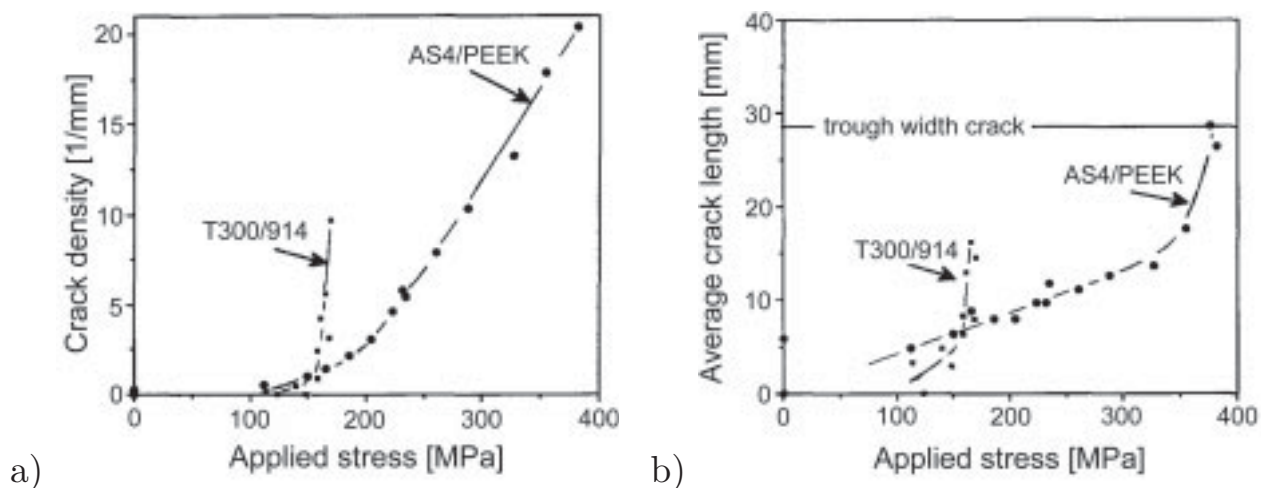 20
15
10
5
0
Crack density [1/mm]
AS4/PEEK
T300/914
0 100 200 300 400
Applied stress [MPa]
a)
40
30
20
10
0
Average crack length [mm]
trough width crack
AS4/PEEK
T300/914
0 100 200 300 400
Applied stress [MPa]
b)